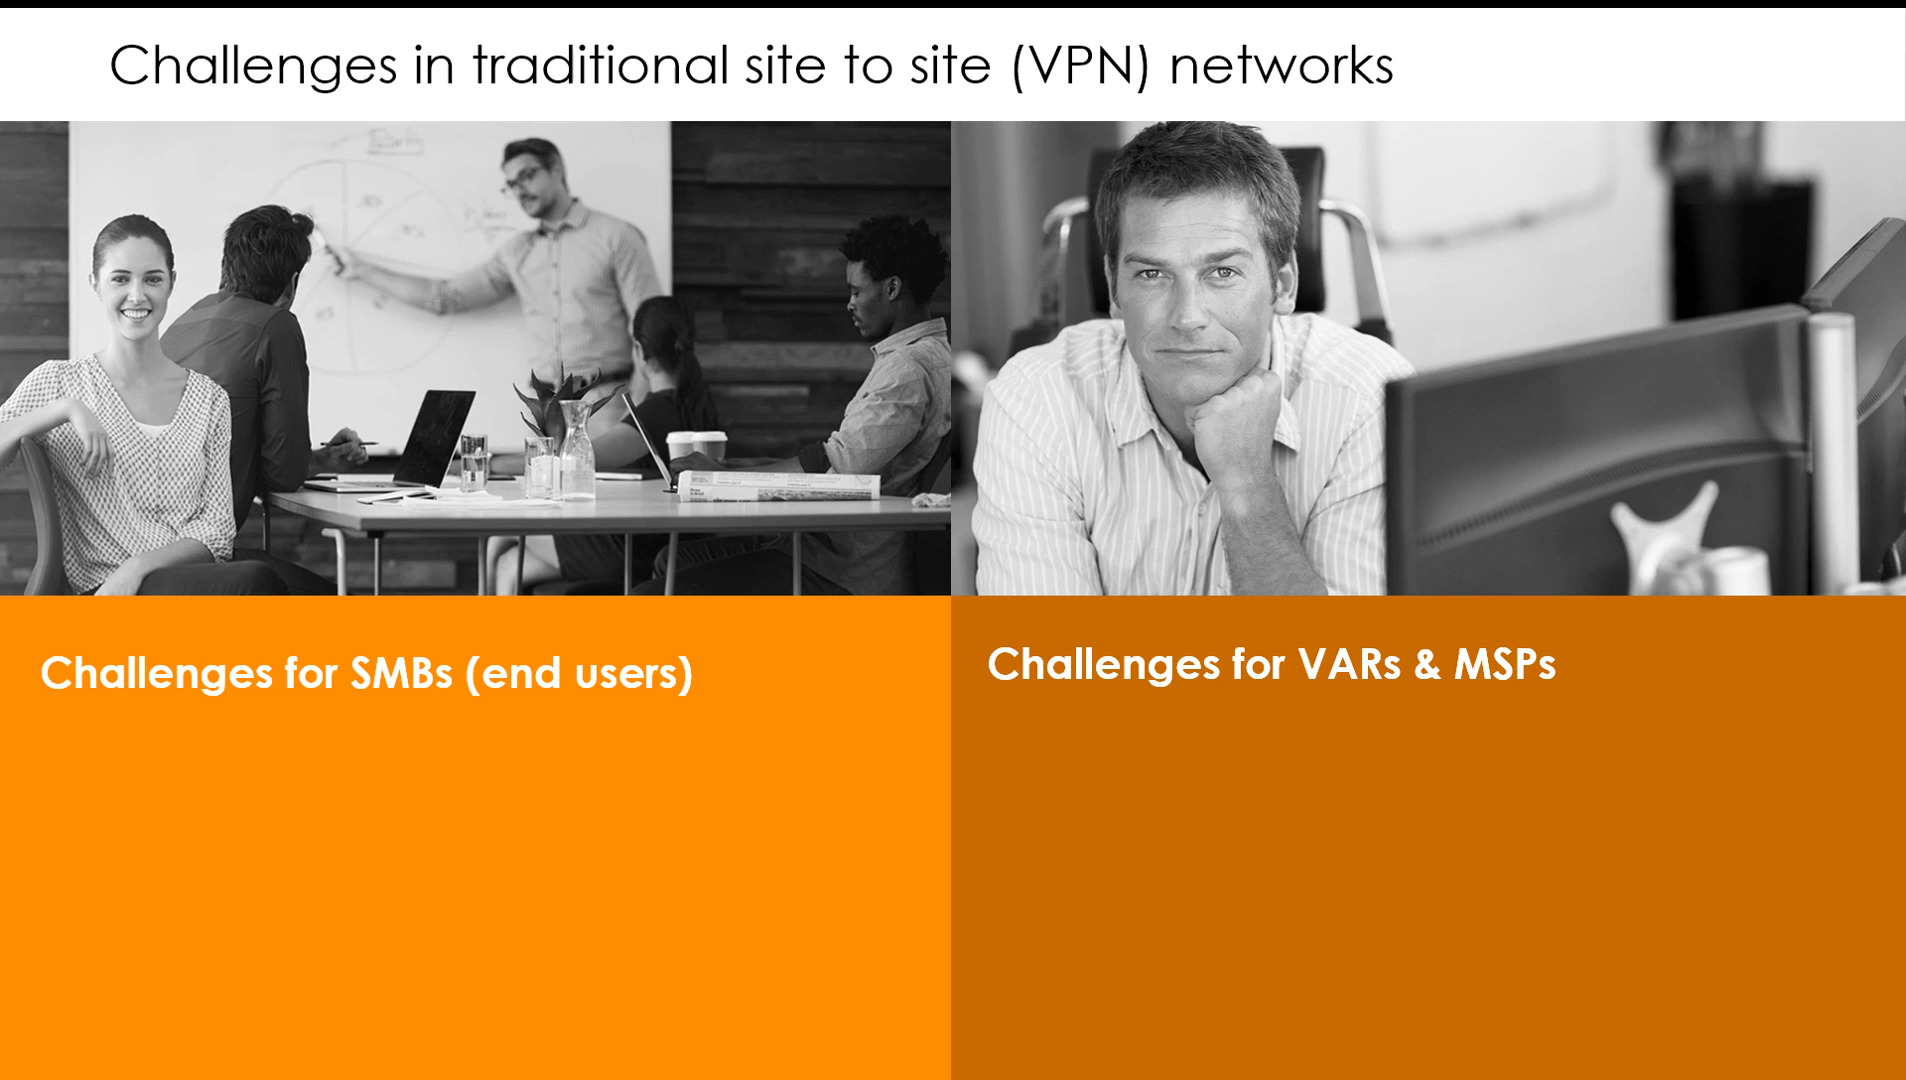 Challenges in traditional site to site (VPN) networks
Challenges for SMBs (end users)
Challenges for VARs & MSPs